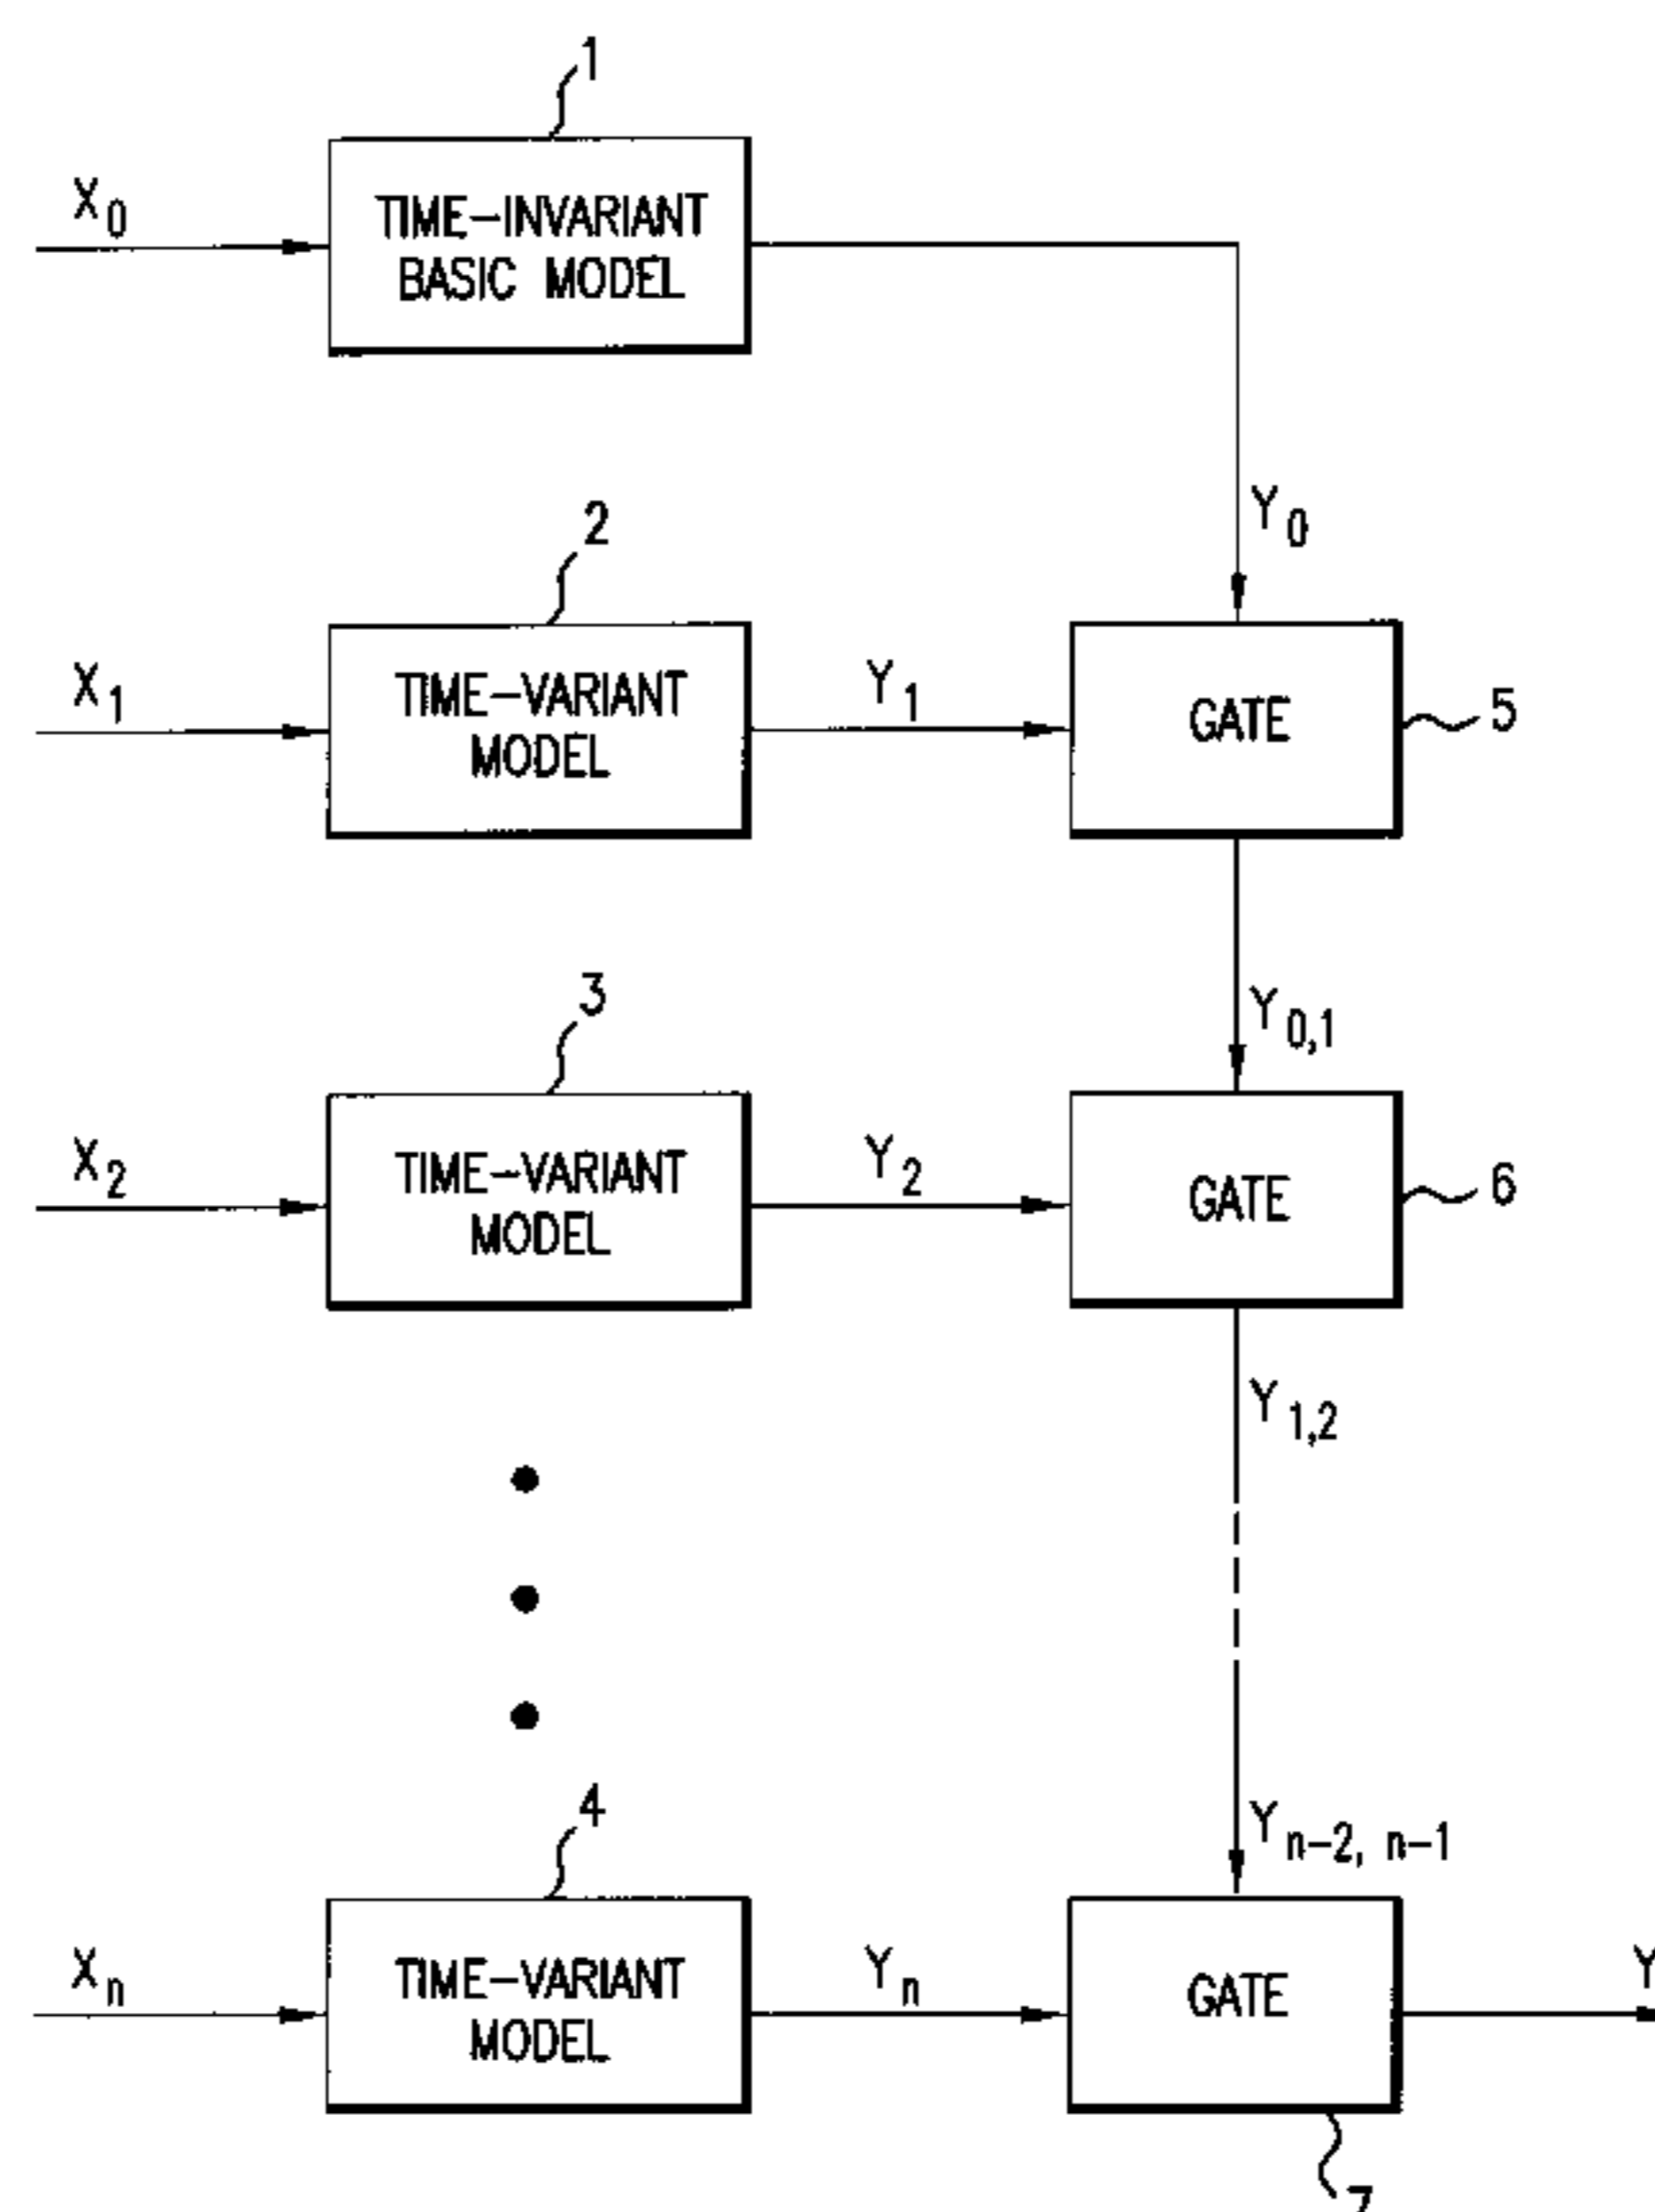 1
X0
TIME-INVARIANT
BASIC MODEL
Y0
2
X1
TIME-VARIANT
MODEL
Y1
GATE
5
Y0,1
3
X2
TIME-VARIANT
MODEL
Y2
GATE
6
Y1,2
4
Yn-2, n-1
Xn
TIME-VARIANT
MODEL
Yn
GATE
Y
7